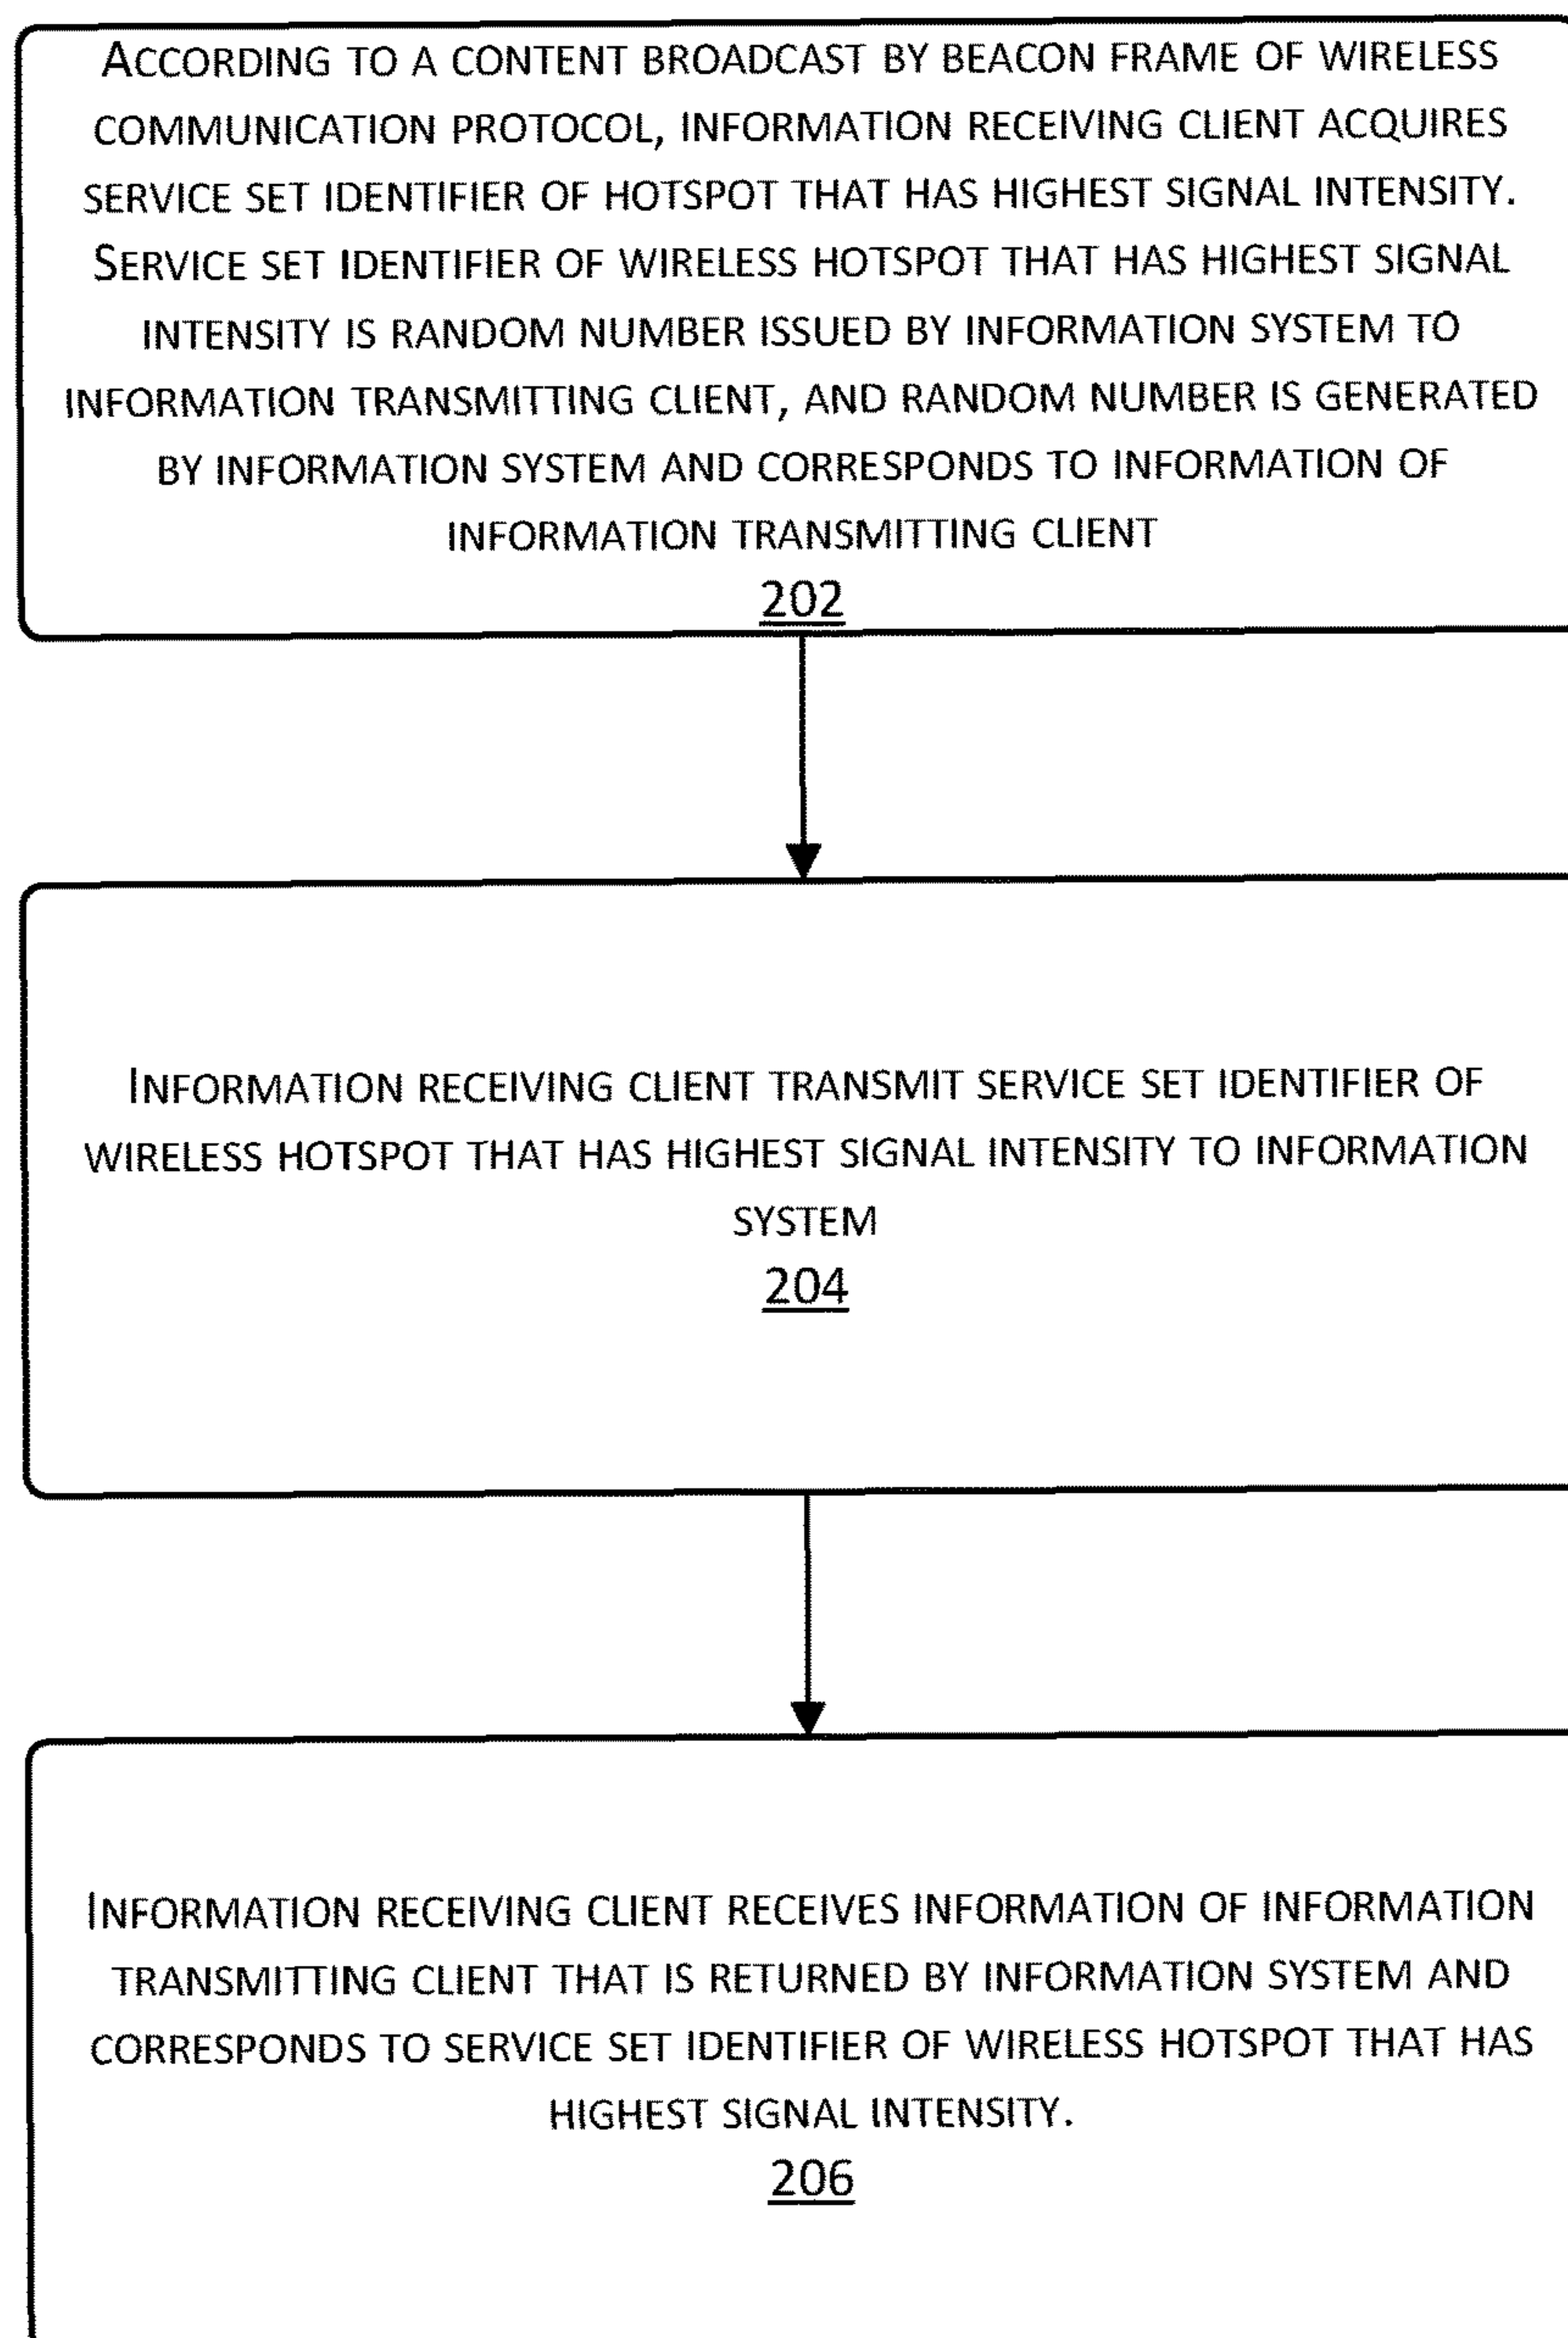 ACCORDING TO A CONTENT BROADCAST BY BEACON FRAME OF WIRELESS
COMMUNICATION PROTOCOL, INFORMATION RECEIVING CLIENT ACQUIRES
SERVICE SET IDENTIFIER OF HOTSPOT THAT HAS HIGHEST SIGNAL INTENSITY.
SERVICE SET IDENTIFIER OF WIRELESS HOTSPOT THAT HAS HIGHEST SIGNAL
INTENSITY IS RANDOM NUMBER ISSUED BY INFORMATION SYSTEM TO
INFORMATION TRANSMITTING CLIENT, AND RANDOM NUMBER IS GENERATED
BY INFORMATION SYSTEM AND CORRESPONDS TO INFORMATION OF
INFORMATION TRANSMITTING CLIENT
202
INFORMATION RECEIVING CLIENT TRANSMIT SERVICE SET IDENTIFIER OF
WIRELESS HOTSPOT THAT HAS HIGHEST SIGNAL INTENSITY TO INFORMATION
SYSTEM
204
INFORMATION RECEIVING CLIENT RECEIVES INFORMATION OF INFORMATION
TRANSMITTING CLIENT THAT IS RETURNED BY INFORMATION SYSTEM AND
CORRESPONDS TO SERVICE SET IDENTIFIER OF WIRELESS HOTSPOT THAT HAS
HIGHEST SIGNAL INTENSITY.
206